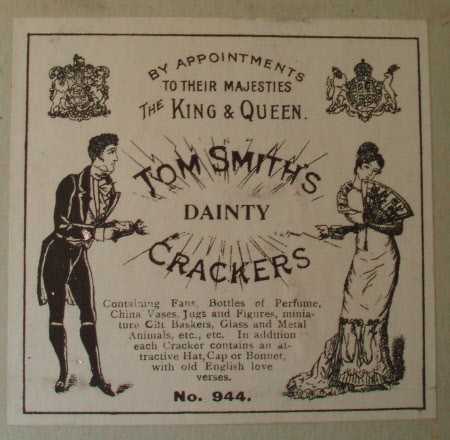 BY APPOINTMENTS
TO THEIR MAJESTIES
THE KING & QUEEN.
TOM SMITH'S
DAINTY
CRACKERS
Containing Fans, Bottles of Perfume,
China Vases, Jugs and Figures, minia-
ture Gilt Baskets, Glass and Metal
Animals, etc., etc. In addition
each Cracker contains an at-
tractive Hat, Cap or Bonnet,
with old English love
verses.
No. 944.